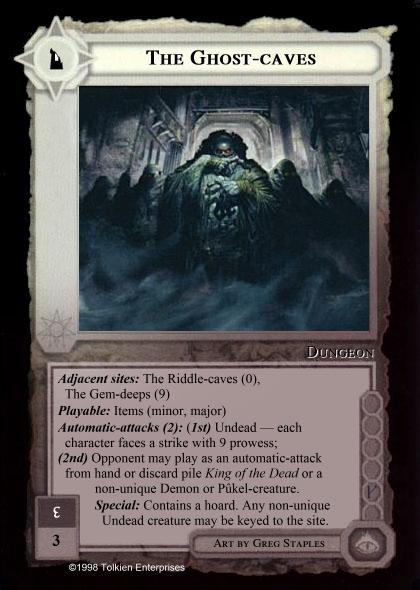 THE GHOST-CAVES
DUNGEON
Adjacent sites: The Riddle-caves (0),
The Gem-deeps (9)
Playable: Items (minor, major)
Automatic-attacks (2): (1st) Undead — each
character faces a strike with 9 prowess;
(2nd) Opponent may play as an automatic-attack
from hand or discard pile King of the Dead or a
non-unique Demon or Pûkel-creature.
Special: Contains a hoard. Any non-unique
Undead creature may be keyed to the site.
3
ART BY GREG STAPLES
©1998 Tolkien Enterprises